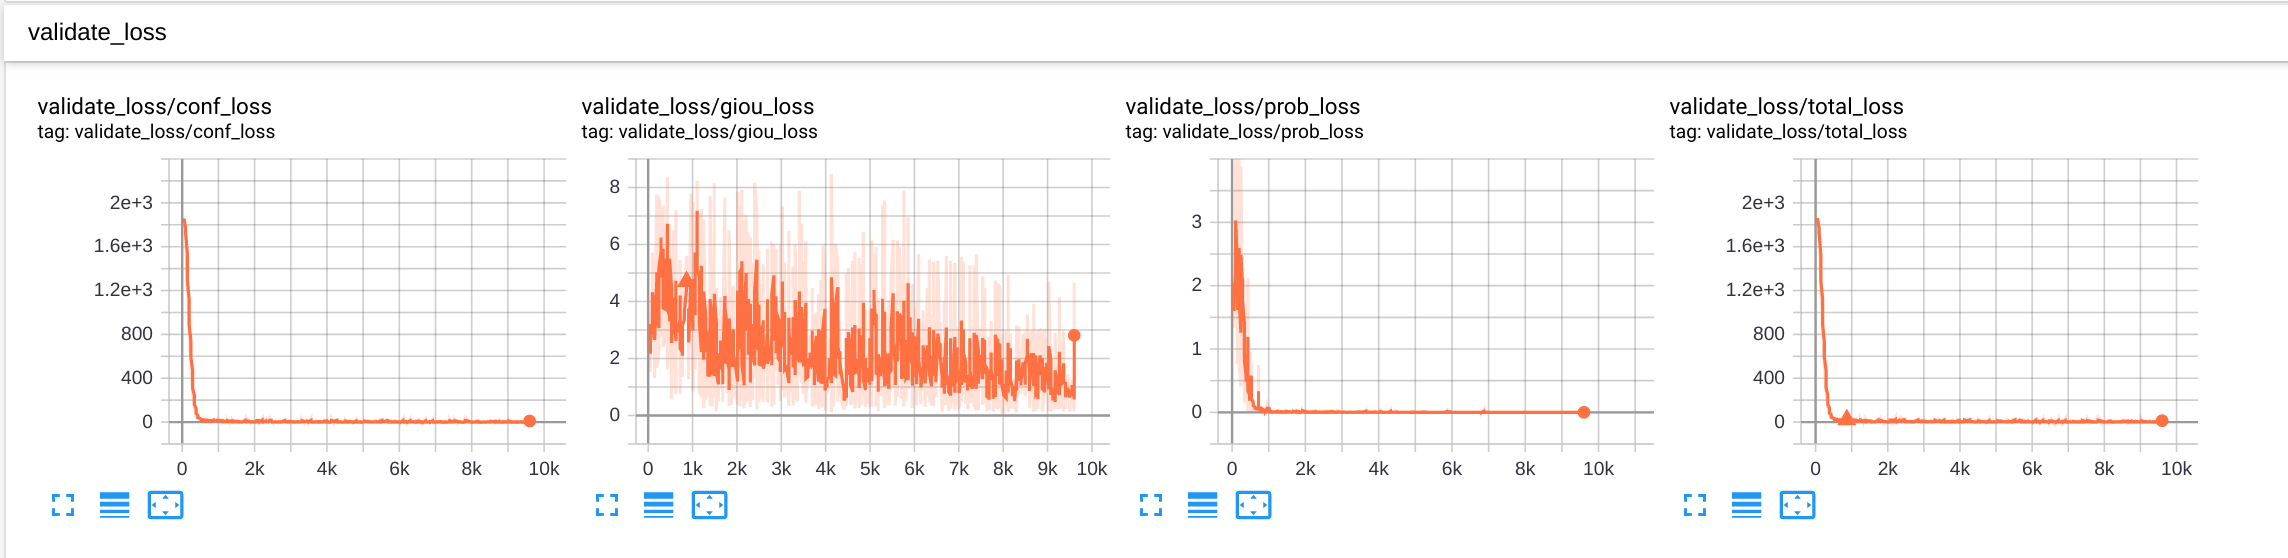 validate_loss
validate_loss/conf_loss
tag: validate_loss/conf_loss
2e+3
1.6e+3
1.2e+3
800
400
0
0 2k 4k 6k 8k 10k
validate_loss/giou_loss
tag: validate_loss/giou_loss
8
6
4
2
0
0 1k 2k 3k 4k 5k 6k 7k 8k 9k 10k
validate_loss/prob_loss
tag: validate_loss/prob_loss
3
2
1
0
0 2k 4k 6k 8k 10k
validate_loss/total_loss
tag: validate_loss/total_loss
2e+3
1.6e+3
1.2e+3
800
400
0
0 2k 4k 6k 8k 10k